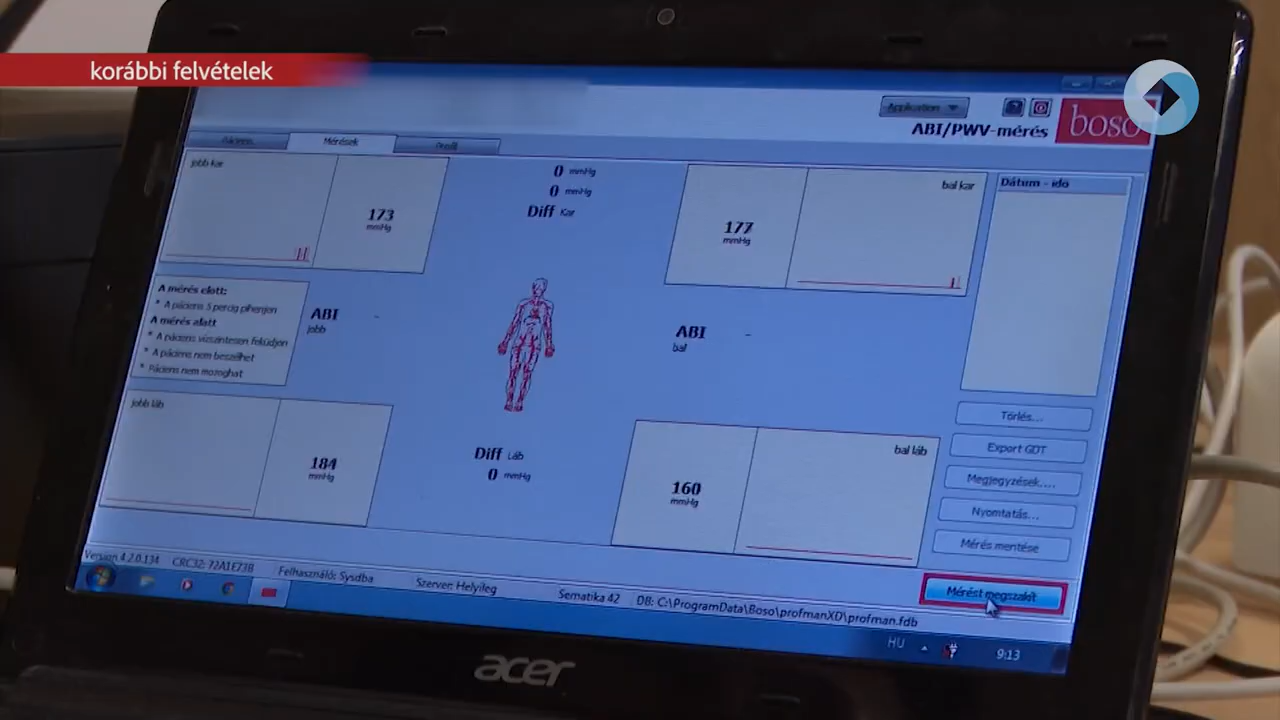 korábbi felvételek
Application
ABI/PWV-mérés
boso
Páciens
Mérések
Profil
jobb kar
173
mmHg
0 mmHg
0 mmHg
Diff Kar
177
mmHg
bal kar
Dátum - ido
A mérés elott:
* A páciens 5 percig pihenjen
A mérés alatt
* A páciens vízszintesen feküdjen
* A páciens nem beszélhet
* Páciens nem mozoghat
ABI -
jobb
ABI -
bal
jobb láb
184
mmHg
Diff Láb
0 mmHg
160
mmHg
bal láb
Törlés...
Export GDT
Megjegyzések....
Nyomtatás...
Mérés mentése
Mérést megszakít
Version 4.2.0.134 CRC32: 72A1E73B Felhasználó: Sysdba Szerver: Helyileg Sematika 42 DB: C:\ProgramData\Boso\profmanXD\profman.fdb
HU
9:13
acer